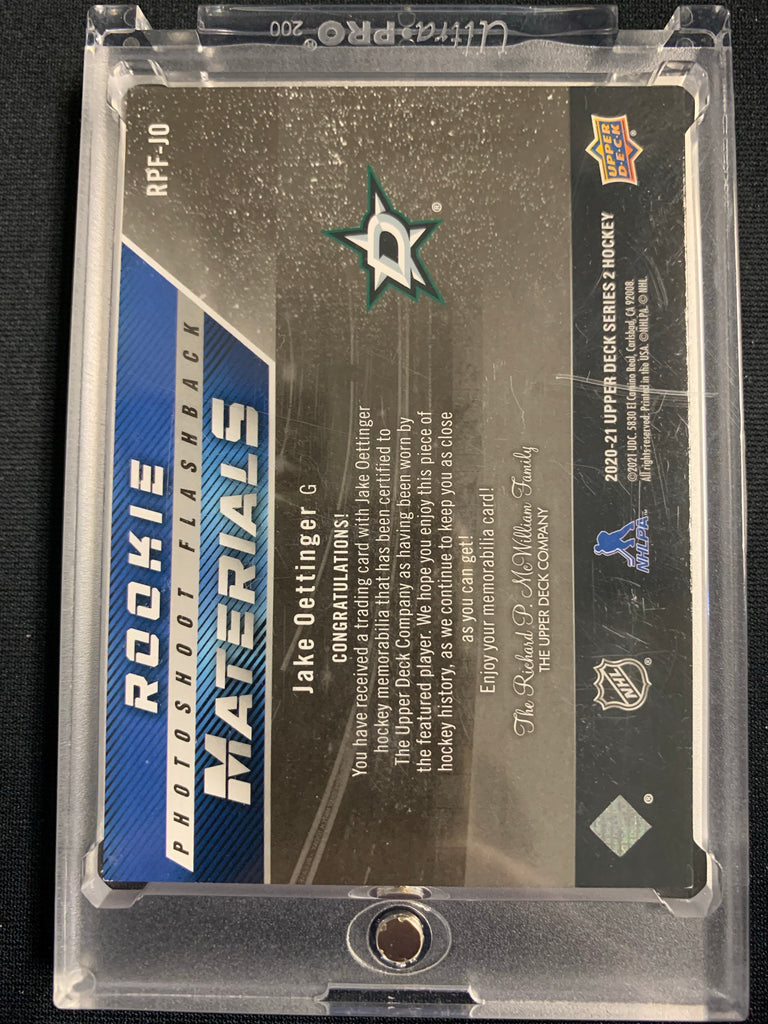 Ultra•PRO® 200
RPF-JO
ROOKIE
PHOTOSHOOT FLASHBACK
MATERIALS
D
®
Jake Oettinger G
CONGRATULATIONS!
You have received a trading card with Jake Oettinger
hockey memorabilia that has been certified to
The Upper Deck Company as having been worn by
the featured player. We hope you enjoy this piece of
hockey history, as we continue to keep you as close
as you can get!
Enjoy your memorabilia card!
The Richard P. McWilliam Family
THE UPPER DECK COMPANY
®
NHL
®
NHLPA
2020-21 UPPER DECK SERIES 2 HOCKEY
©2021 UDC. 5830 El Camino Real, Carlsbad, CA 92008.
All rights reserved. Printed in the USA. ©NHLPA. © NHL.
UPPER
D·E·C·K
®